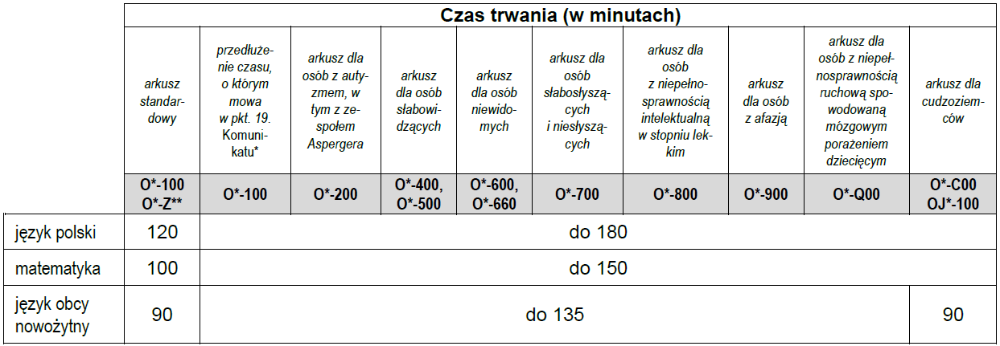 Czas trwania (w minutach)
arkusz
standar-
dowy
przedłuże-
nie czasu,
o którym
mowa
w pkt. 19.
Komuni-
katu*
arkusz dla
osób z auty-
zmem, w
tym z ze-
społem
Aspergera
arkusz
dla osób
słabowi-
dzących
arkusz
dla osób
niewido-
mych
arkusz dla
osób
słabosłyszą-
cych
i niesłyszą-
cych
arkusz dla
osób
z niepełno-
sprawnością
intelektualną
w stopniu lek-
kim
arkusz
dla osób
z afazją
arkusz dla
osób z niepeł-
nosprawnością
ruchową spo-
wodowaną
mózgowym
porażeniem
dziecięcym
arkusz dla
cudzoziem-
ców
O*-100
O*-Z**
O*-100
O*-200
O*-400,
O*-500
O*-600,
O*-660
O*-700
O*-800
O*-900
O*-Q00
O*-C00
OJ*-100
język polski 120 do 180
matematyka 100 do 150
język obcy
nowożytny 90 do 135 90